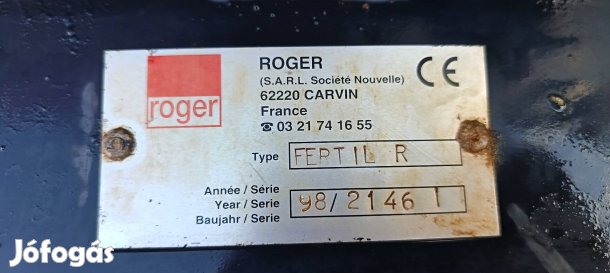 roger
ROGER
(S.A.R.L. Société Nouvelle)
62220 CARVIN
France
☎ 03 21 74 16 55
CE
Type FERTIL R
Année / Série
Year / Serie 98/2146 1
Baujahr / Serie
Jófogás